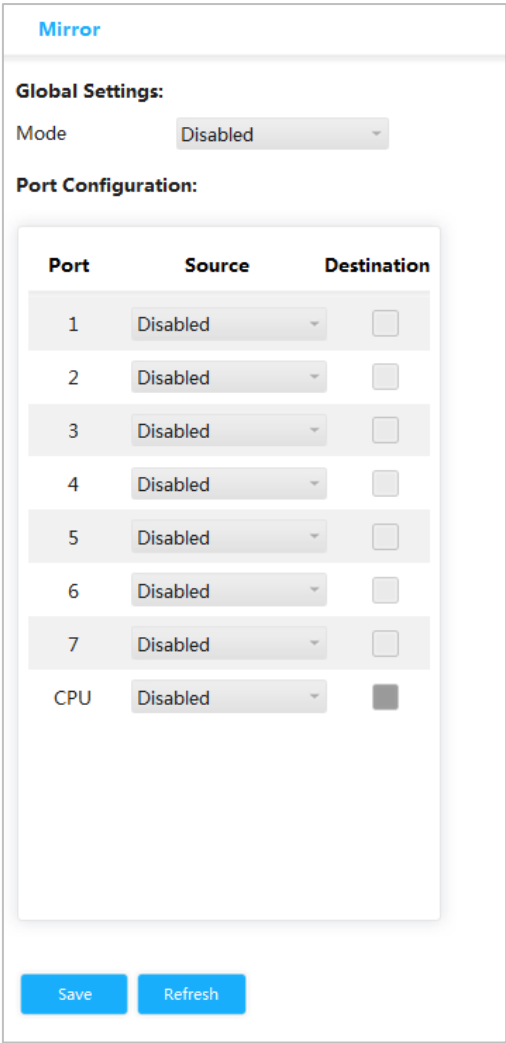 Mirror
Global Settings:
Mode Disabled
Port Configuration:
Port Source Destination
1 Disabled
2 Disabled
3 Disabled
4 Disabled
5 Disabled
6 Disabled
7 Disabled
CPU Disabled
Save Refresh